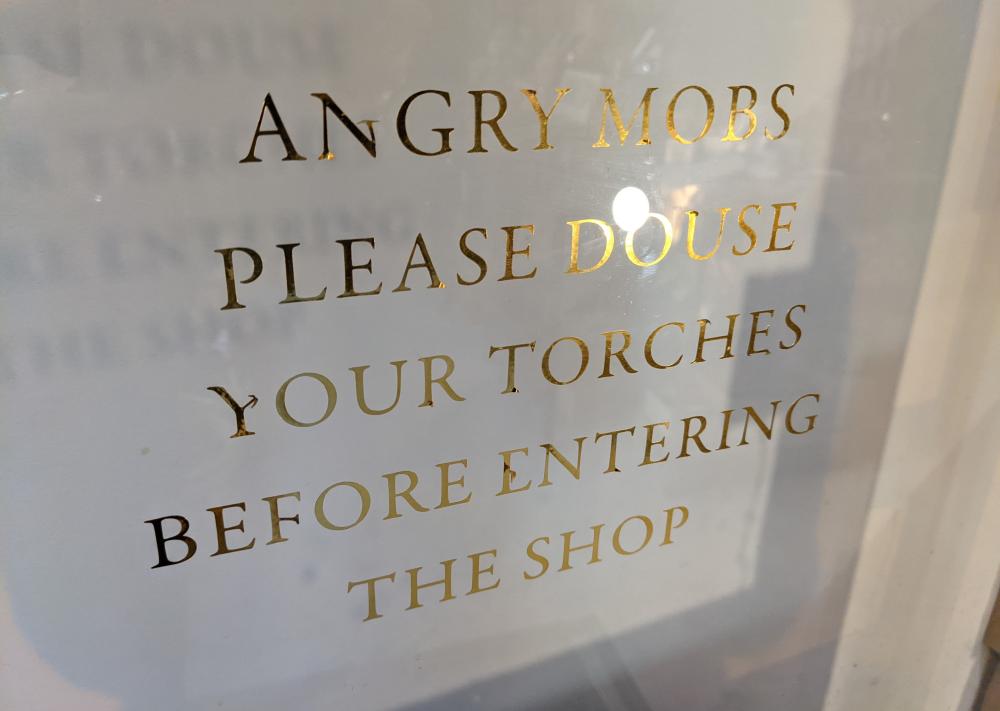 ANGRY MOBS
PLEASE DOUSE
YOUR TORCHES
BEFORE ENTERING
THE SHOP